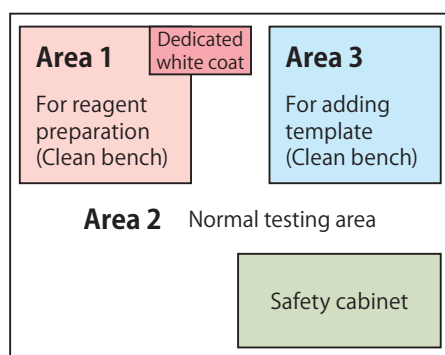 Area 1
For reagent
preparation
(Clean bench)
Dedicated
white coat
Area 3
For adding
template
(Clean bench)
Area 2 Normal testing area
Safety cabinet